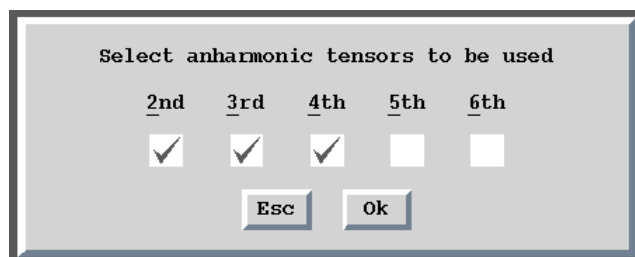 Select anharmonic tensors to be used
2nd 3rd 4th 5th 6th
Esc Ok